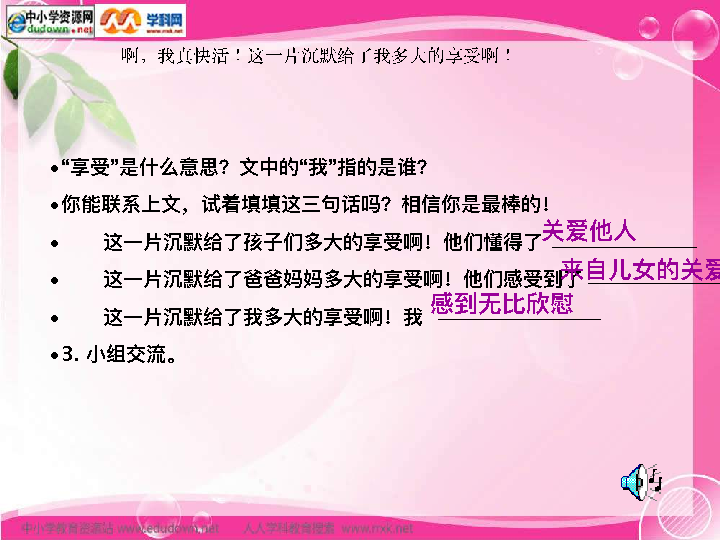 中小学资源网
edudown.net
学科网
www.nxk.net
啊，我真快活！这一片沉默给了我多大的享受啊！
•“享受”是什么意思？文中的“我”指的是谁？
•你能联系上文，试着填填这三句话吗？相信你是最棒的！
• 这一片沉默给了孩子们多大的享受啊！他们懂得了关爱他人
• 这一片沉默给了爸爸妈妈多大的享受啊！他们感受到了来自儿女的关爱
• 这一片沉默给了我多大的享受啊！我 感到无比欣慰
•3. 小组交流。
中小学教育资源站 www.edudown.net 人人学科教育搜索 www.nxk.net